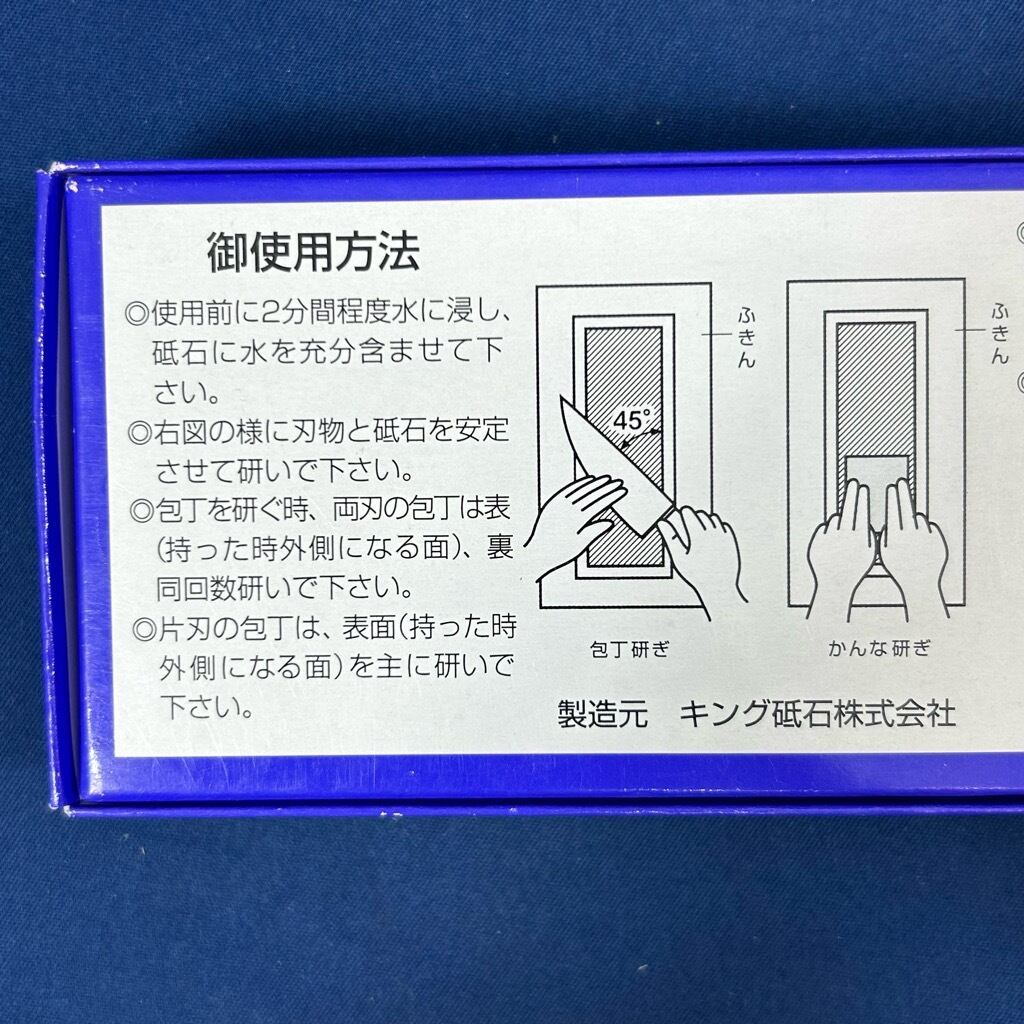 御使用方法
◎使用前に2分間程度水に浸し、
砥石に水を充分含ませて下
さい。
◎右図の様に刃物と砥石を安定
させて研いで下さい。
◎包丁を研ぐ時、両刃の包丁は表
(持った時外側になる面)、裏
同回数研いで下さい。
◎片刃の包丁は、表面(持った時
外側になる面)を主に研いで
下さい。
45°
ふきん
包丁研ぎ
ふきん
かんな研ぎ
製造元 キング砥石株式会社
◎
◎